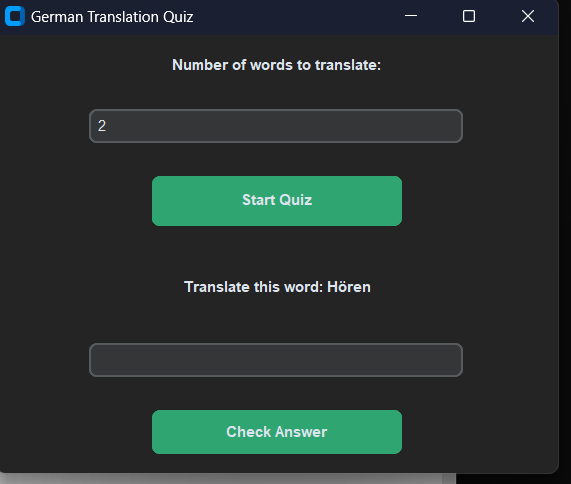 German Translation Quiz
Number of words to translate:
2
Start Quiz
Translate this word: Hören
Check Answer